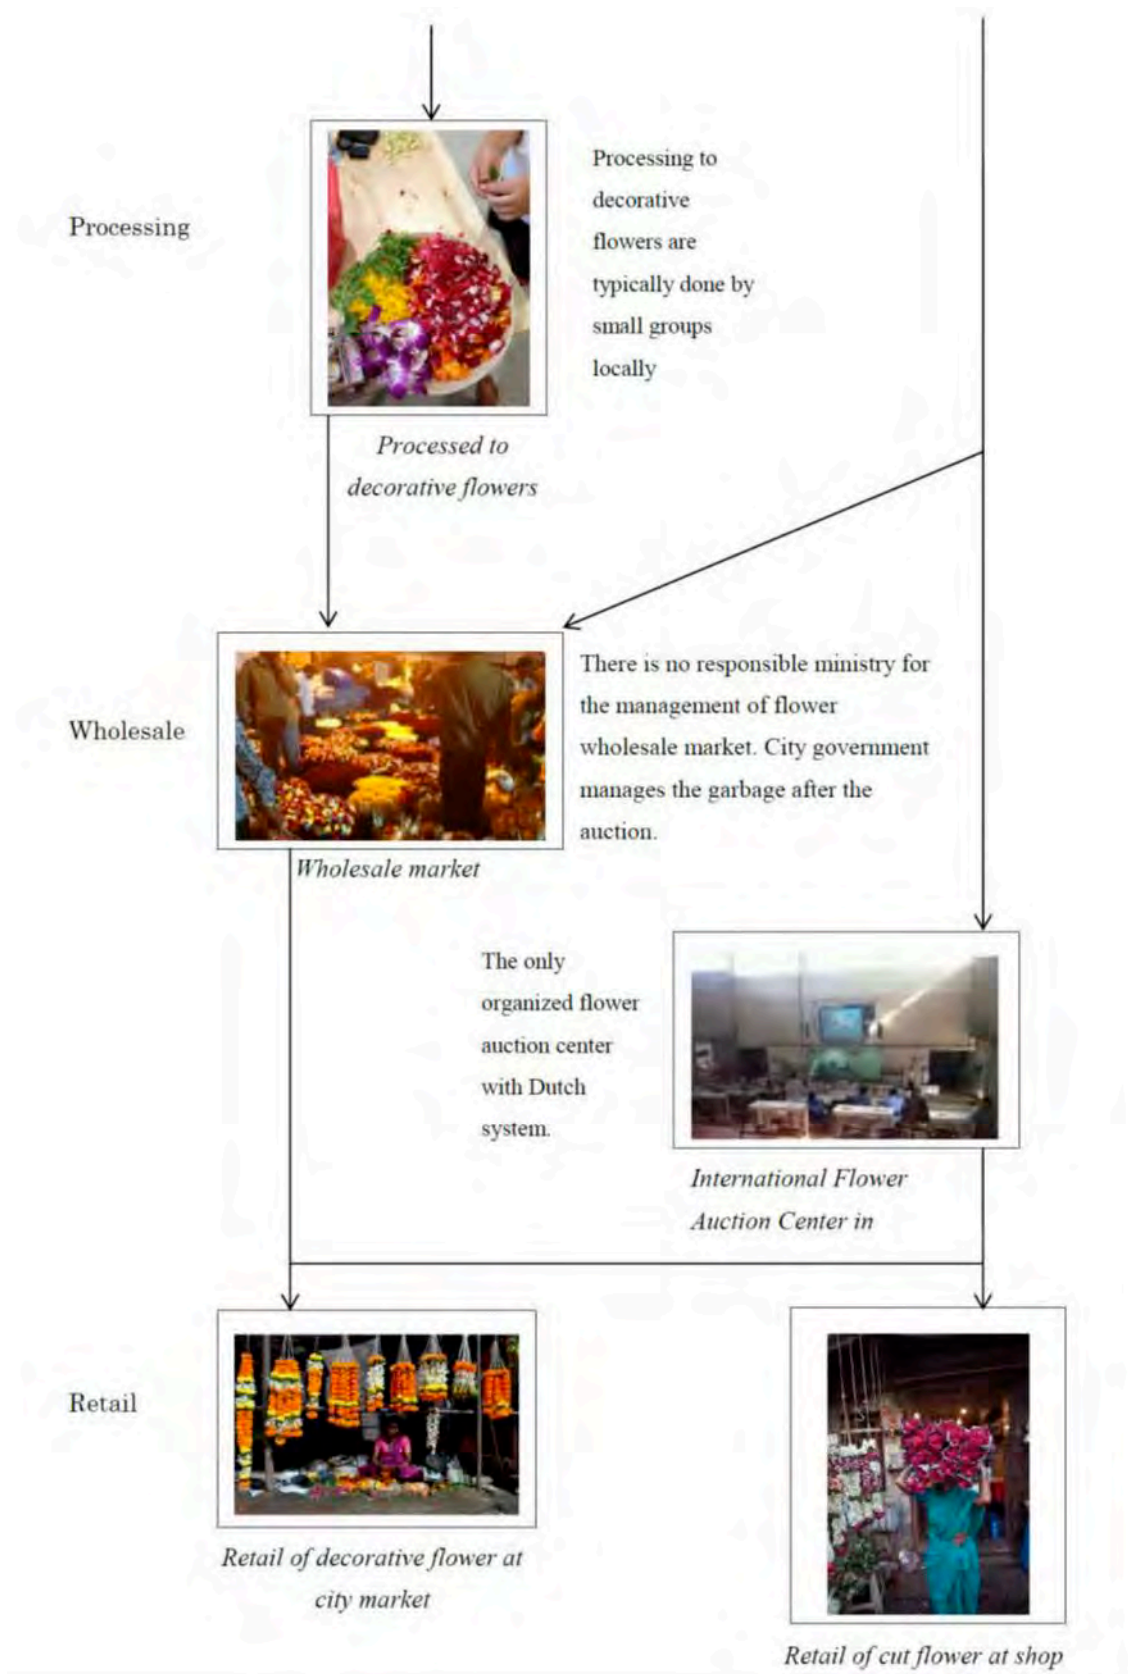 Processing
Processing to
decorative
flowers are
typically done by
small groups
locally
Processed to
decorative flowers
Wholesale
There is no responsible ministry for
the management of flower
wholesale market. City government
manages the garbage after the
auction.
Wholesale market
The only
organized flower
auction center
with Dutch
system.
International Flower
Auction Center in
Retail
Retail of decorative flower at
city market
Retail of cut flower at shop